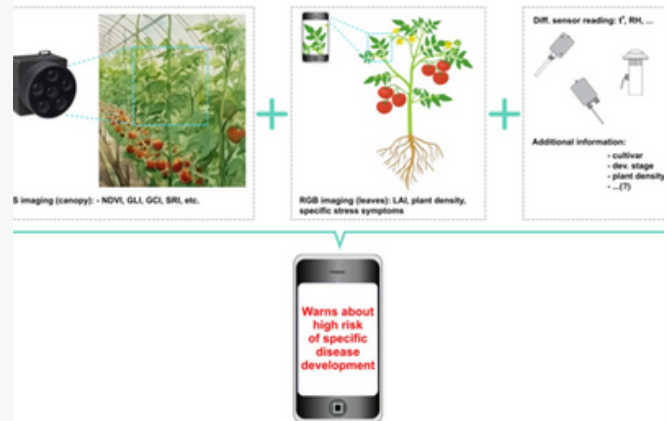 S imaging (canopy): - NDVI, GLI, GCI, SRI, etc.
RGB imaging (leaves): LAI, plant density,
specific stress symptoms
Diff. sensor reading: t°, RH, ...
Additional information:
- cultivar
- dev. stage
- plant density
- ...(?)
Warns about
high risk
of specific
disease
development